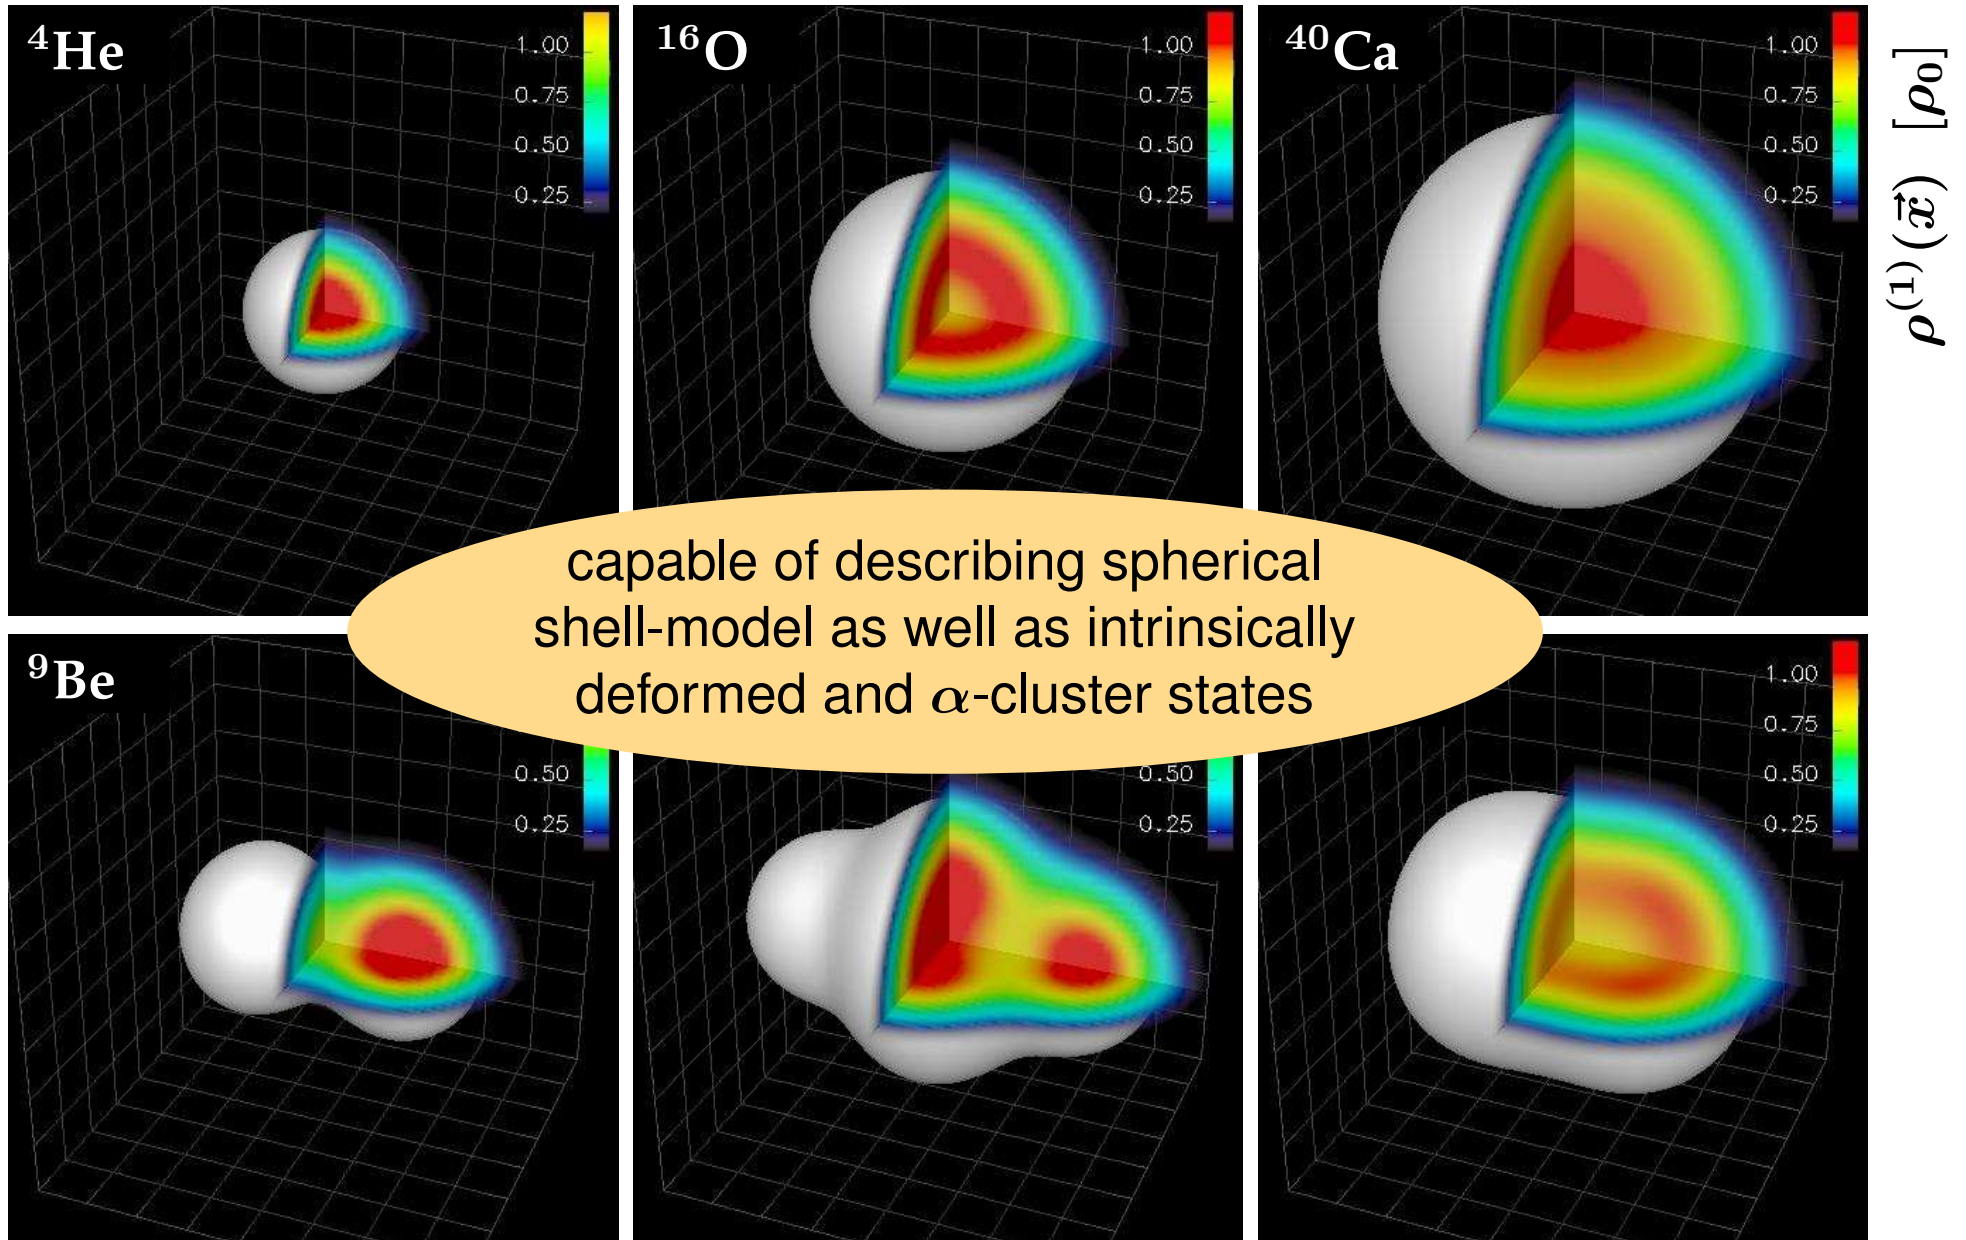 ⁴He
1.00
0.75
0.50
0.25
¹⁶O
1.00
0.75
0.50
0.25
⁴⁰Ca
1.00
0.75
0.50
0.25
ρ⁽¹⁾(x⃗) [ρ₀]
capable of describing spherical
shell-model as well as intrinsically
deformed and α-cluster states
⁹Be
0.50
0.25
0.50
0.25
1.00
0.75
0.50
0.25